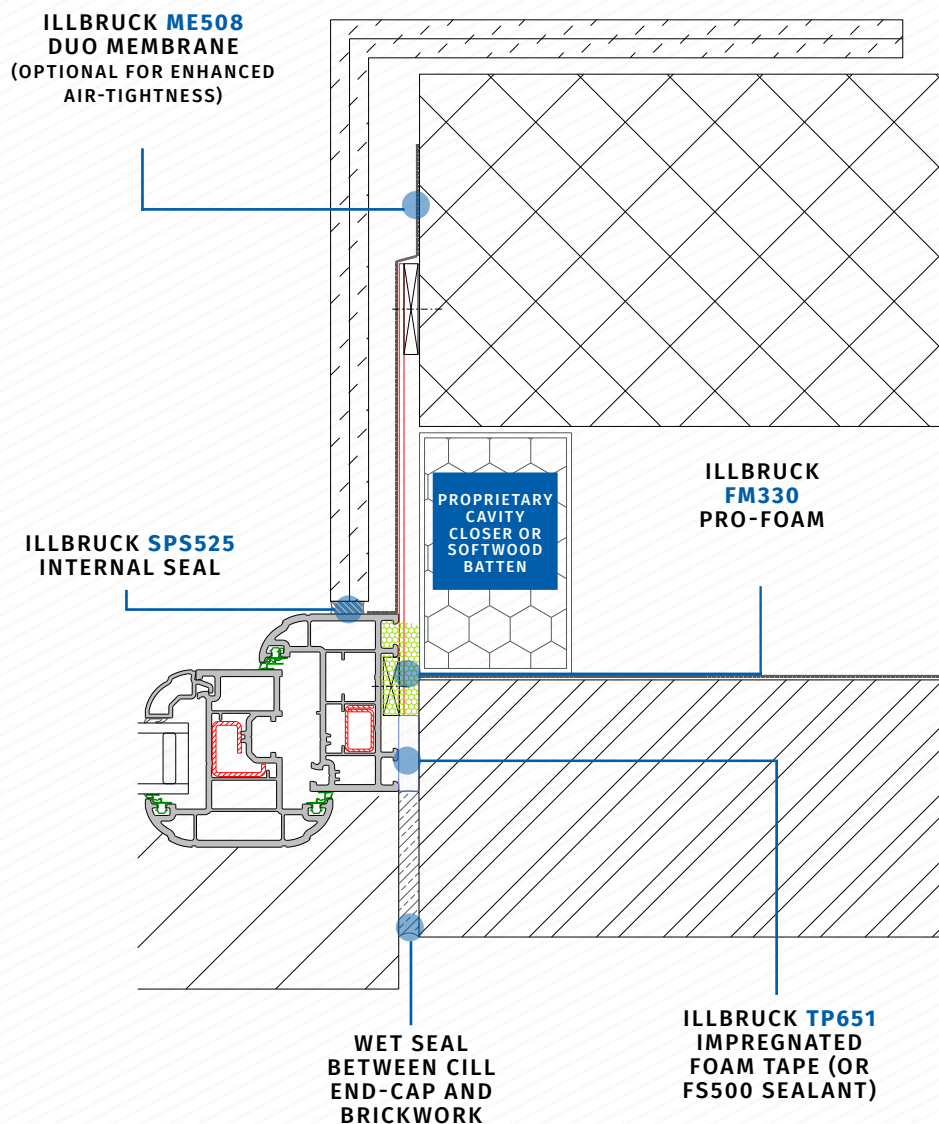 ILLBRUCK ME508
DUO MEMBRANE
(OPTIONAL FOR ENHANCED
AIR-TIGHTNESS)
PROPRIETARY
CAVITY
CLOSER OR
SOFTWOOD
BATTEN
ILLBRUCK
FM330
PRO-FOAM
ILLBRUCK SPS525
INTERNAL SEAL
WET SEAL
BETWEEN CILL
END-CAP AND
BRICKWORK
ILLBRUCK TP651
IMPREGNATED
FOAM TAPE (OR
FS500 SEALANT)